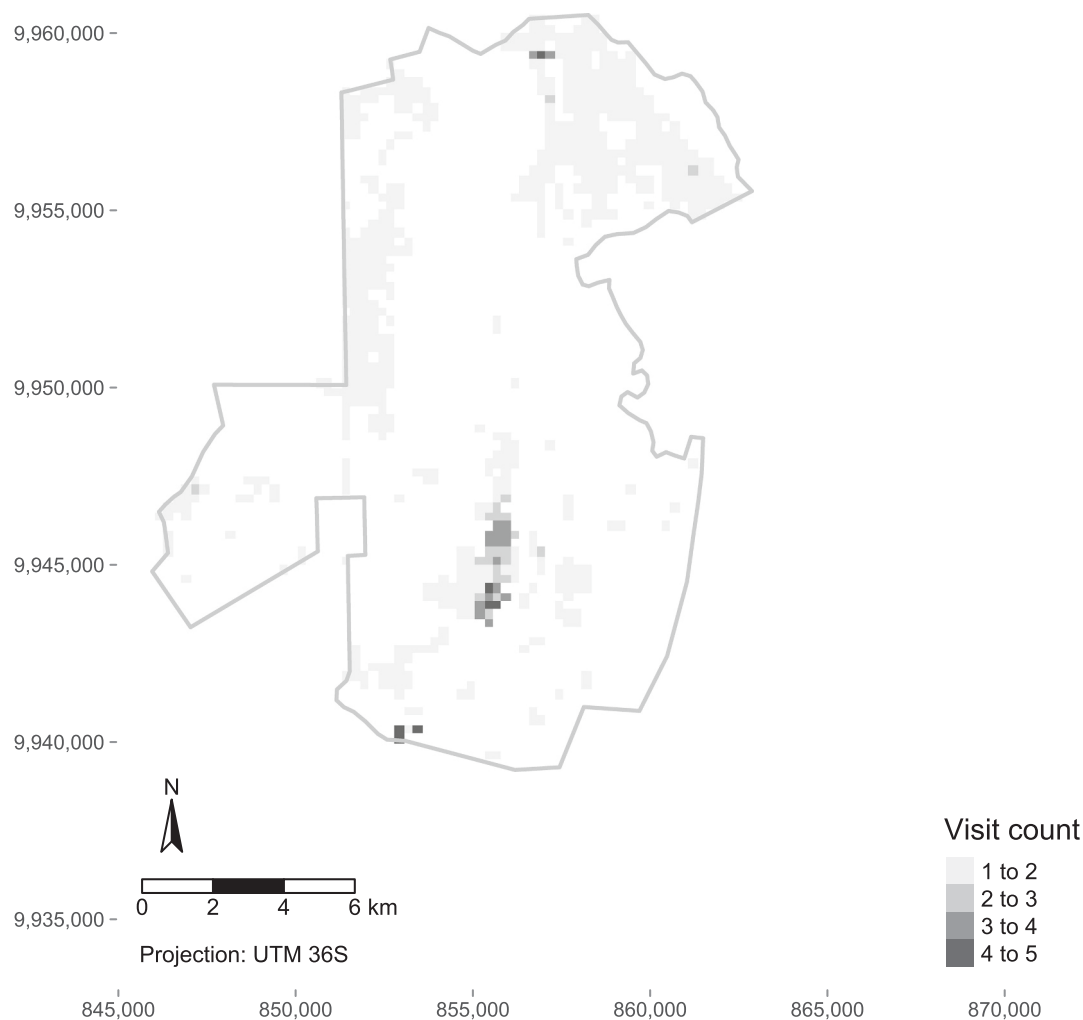 9,960,000
9,955,000
9,950,000
9,945,000
9,940,000
N
0 2 4 6 km
9,935,000
Projection: UTM 36S
Visit count
1 to 2
2 to 3
3 to 4
4 to 5
845,000 850,000 855,000 860,000 865,000 870,000